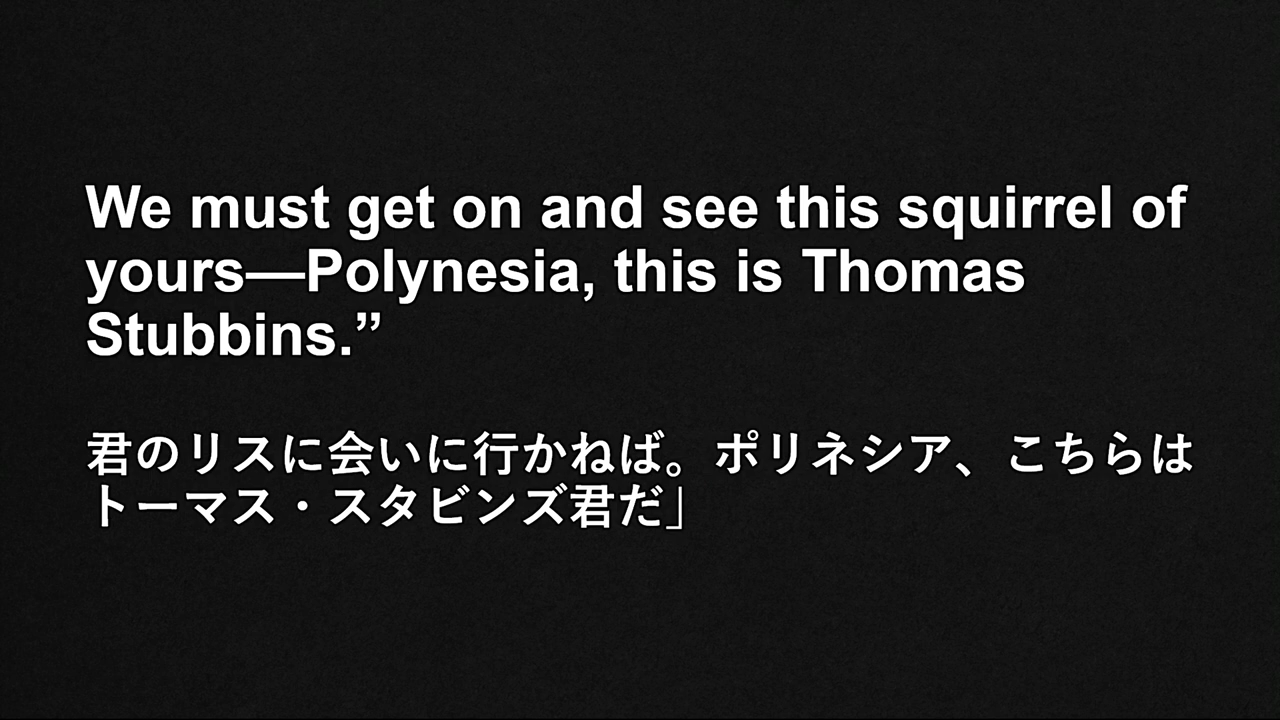 We must get on and see this squirrel of
yours—Polynesia, this is Thomas
Stubbins.”
君のリスに会いに行かねば。ポリネシア、こちらは
トーマス・スタビンズ君だ」